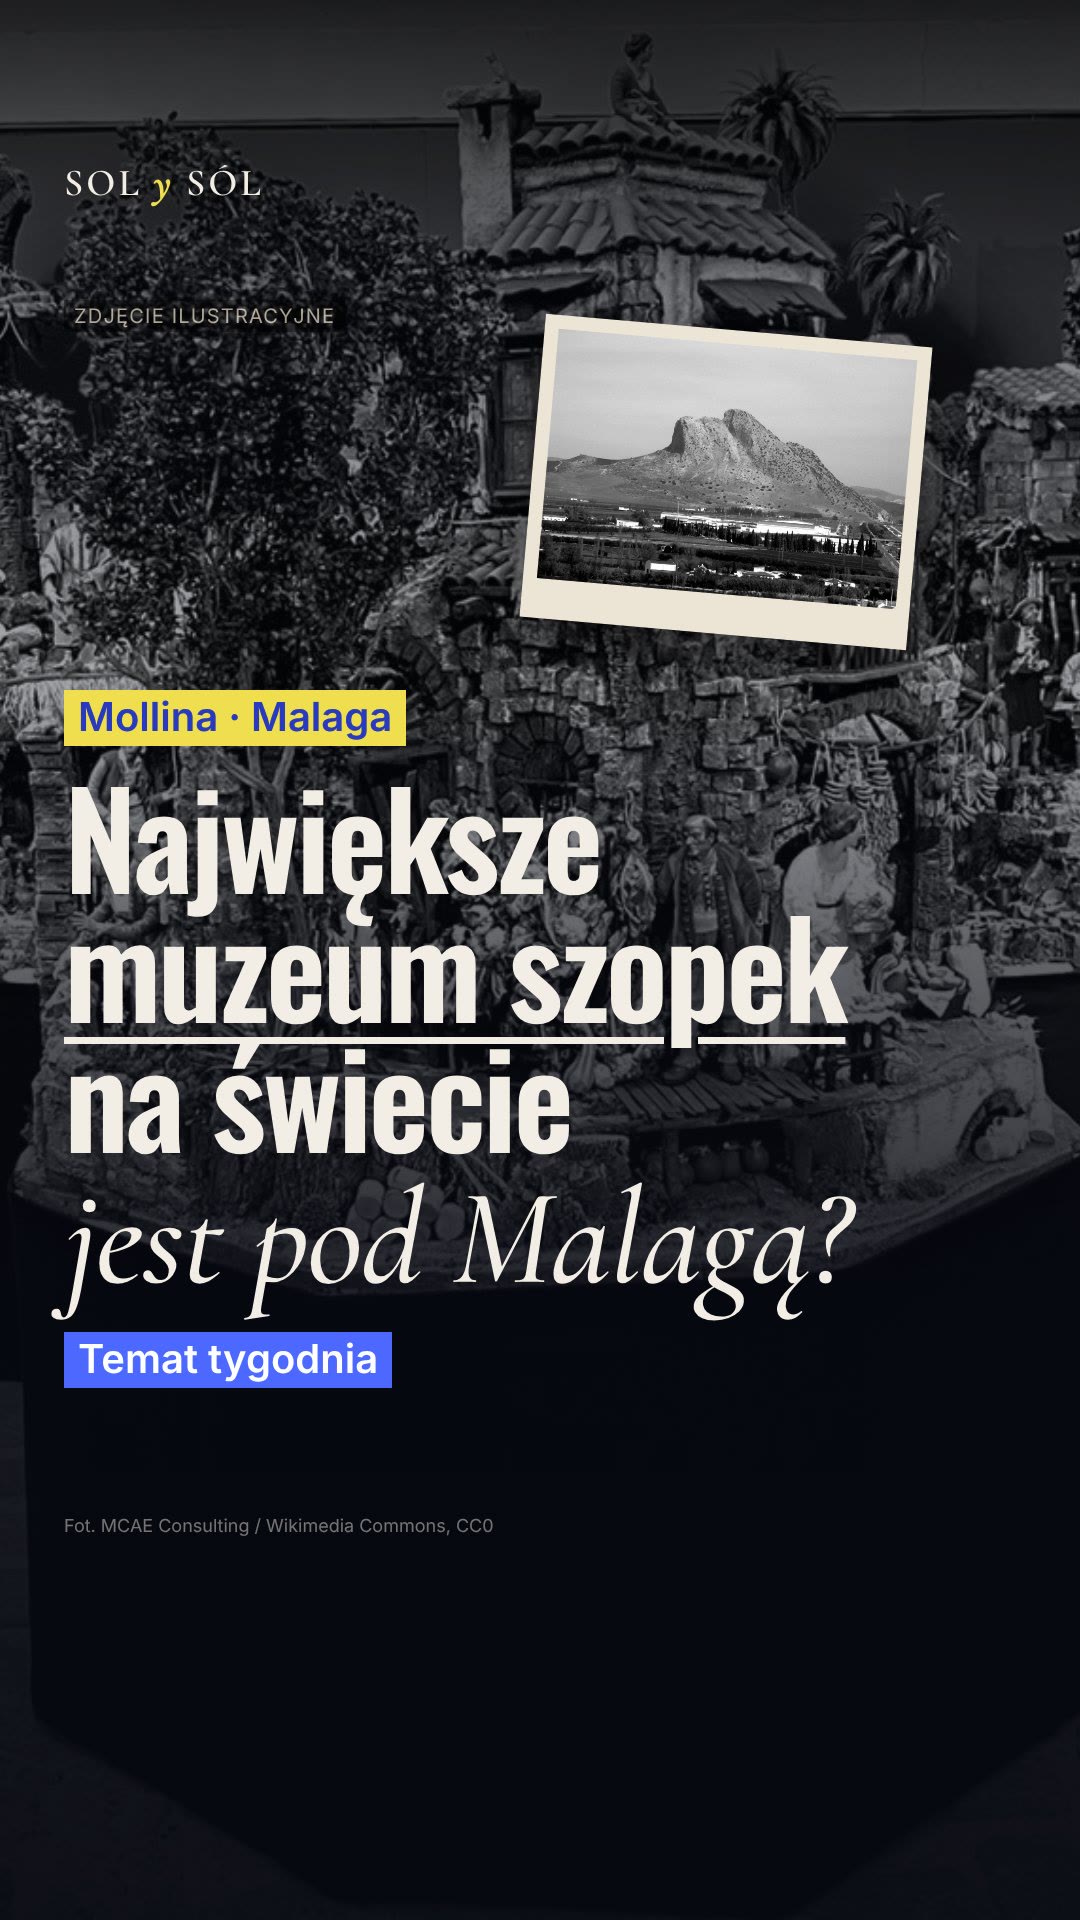 SOL y SÓL
ZDJĘCIE ILUSTRACYJNE
Mollina · Malaga
Największe
muzeum szopek
na świecie
jest pod Malagą?
Temat tygodnia
Fot. MCAE Consulting / Wikimedia Commons, CC0